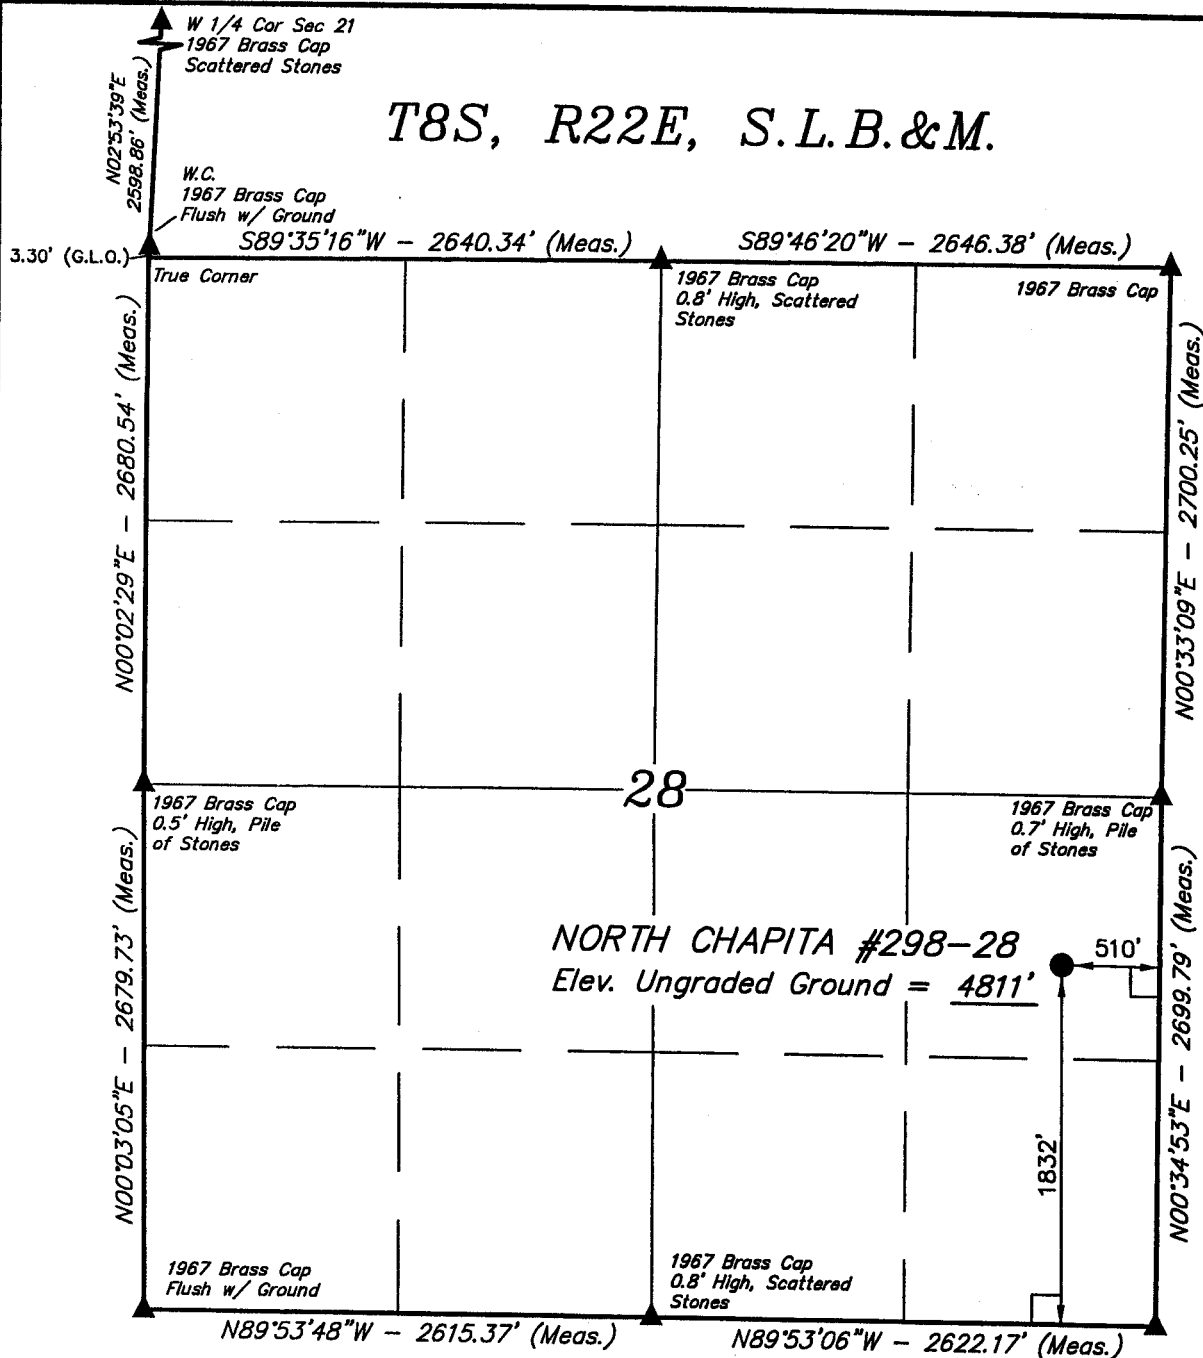 W 1/4 Cor Sec 21
1967 Brass Cap
Scattered Stones
N02°53'39"E
2598.86' (Meas.)
T8S, R22E, S.L.B.&M.
W.C.
1967 Brass Cap
Flush w/ Ground
3.30' (G.L.O.)
S89°35'16"W - 2640.34' (Meas.)
S89°46'20"W - 2646.38' (Meas.)
True Corner
1967 Brass Cap
0.8' High, Scattered
Stones
1967 Brass Cap
N00°02'29"E - 2680.54' (Meas.)
N00°33'09"E - 2700.25' (Meas.)
28
1967 Brass Cap
0.5' High, Pile
of Stones
1967 Brass Cap
0.7' High, Pile
of Stones
N00°03'05"E - 2679.73' (Meas.)
NORTH CHAPITA #298-28
Elev. Ungraded Ground = 4811'
510'
1832'
N00°34'53"E - 2699.79' (Meas.)
1967 Brass Cap
Flush w/ Ground
1967 Brass Cap
0.8' High, Scattered
Stones
N89°53'48"W - 2615.37' (Meas.)
N89°53'06"W - 2622.17' (Meas.)